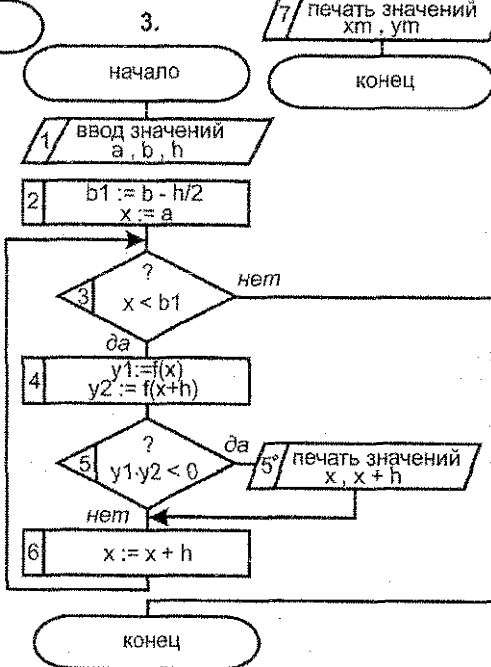 3.
7 печать значений
xm , ym
конец
начало
1 ввод значений
a , b , h
2 b1 := b - h/2
x := a
?
3 x < b1
нет
да
4 y1:=f(x)
y2 := f(x+h)
?
5 y1·y2 < 0
да
5* печать значений
x , x + h
нет
6 x := x + h
конец